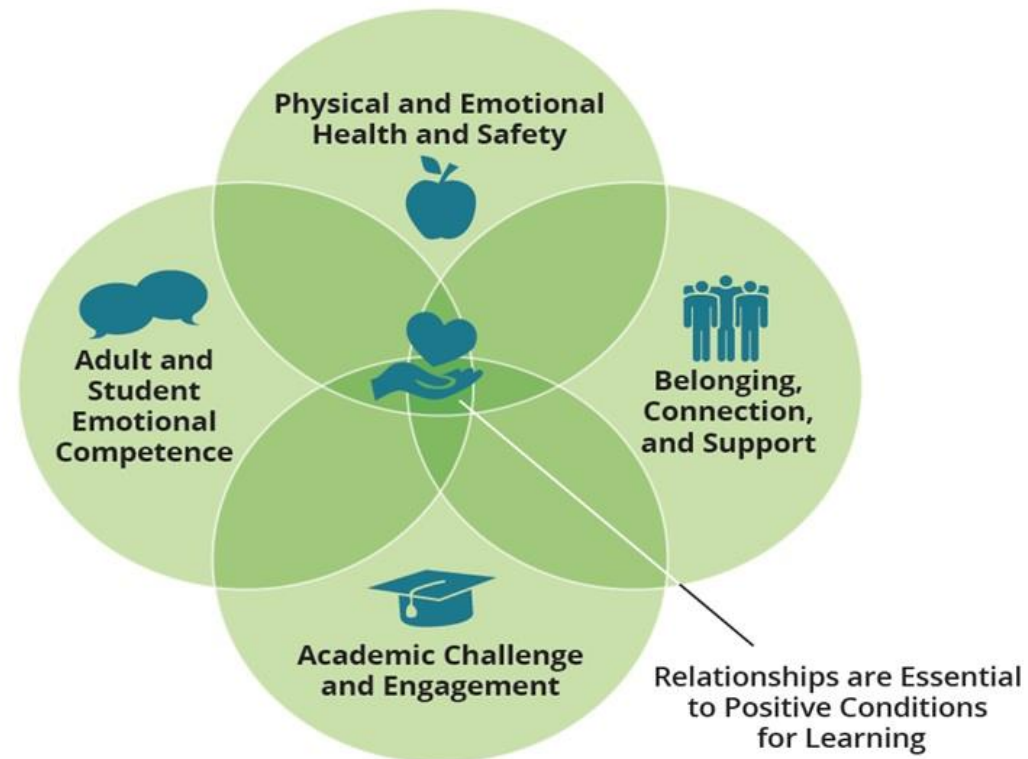 Physical and Emotional
Health and Safety
Adult and
Student
Emotional
Competence
Belonging,
Connection,
and Support
Academic Challenge
and Engagement
Relationships are Essential
to Positive Conditions
for Learning